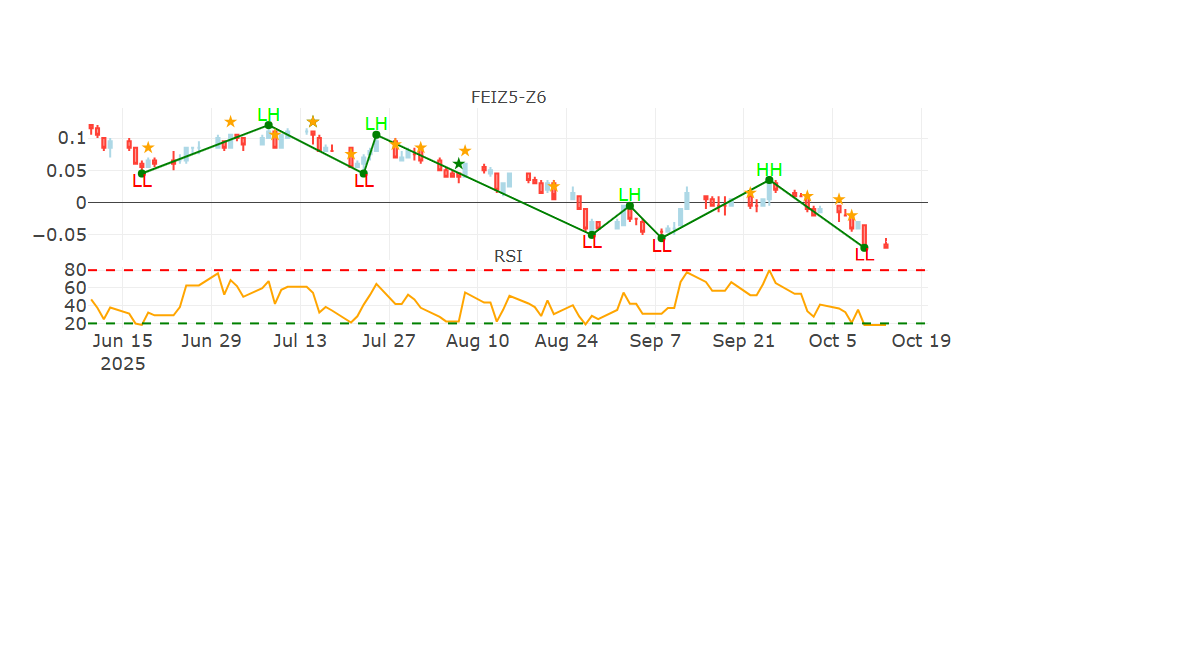 FEIZ5-Z6
LH LH LH HH
LL LL LL LL LL
0.1
0.05
0
−0.05
RSI
80
60
40
20
Jun 15 Jun 29 Jul 13 Jul 27 Aug 10 Aug 24 Sep 7 Sep 21 Oct 5 Oct 19
2025